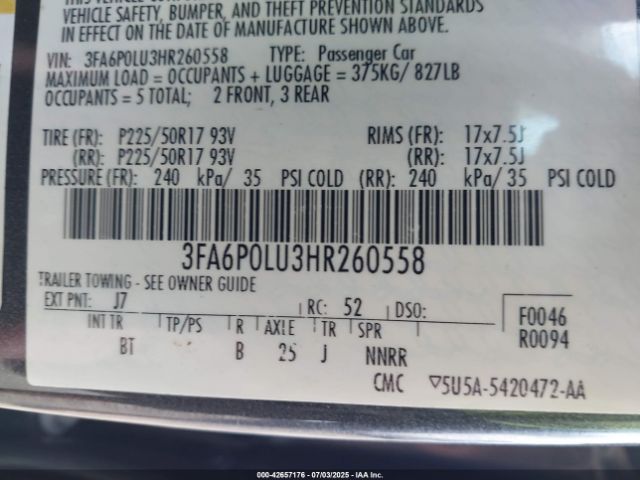 VEHICLE SAFETY, BUMPER, AND THEFT PREVENTION STANDARDS
IN EFFECT ON THE DATE OF MANUFACTURE SHOWN ABOVE.
VIN: 3FA6P0LU3HR260558 TYPE: Passenger Car
MAXIMUM LOAD = OCCUPANTS + LUGGAGE = 375KG/ 827LB
OCCUPANTS = 5 TOTAL; 2 FRONT, 3 REAR
TIRE (FR): P225/50R17 93V RIMS (FR): 17x7.5J
(RR): P225/50R17 93V (RR): 17x7.5J
PRESSURE (FR): 240 kPa/ 35 PSI COLD (RR): 240 kPa/ 35 PSI COLD
3FA6P0LU3HR260558
TRAILER TOWING - SEE OWNER GUIDE
EXT PNT: J7 RC: 52 DSO:
INT TR TP/PS R AXLE TR SPR
BT B 25 J NNRR
F0046
R0094
CMC ▽5U5A-5420472-AA
000-42657176 - 07/03/2025 - IAA Inc.